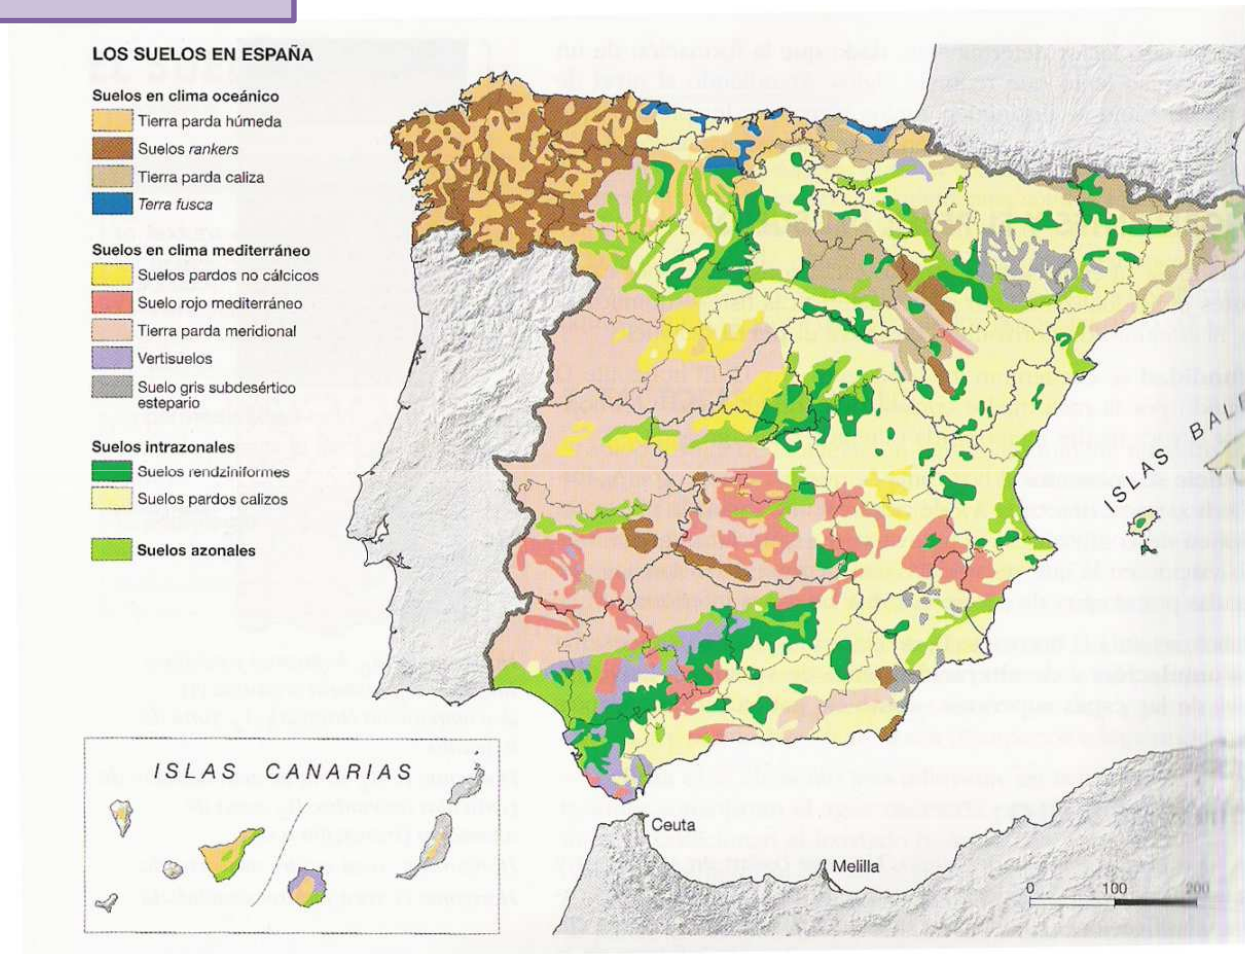 LOS SUELOS EN ESPAÑA
Suelos en clima oceánico
Tierra parda húmeda
Suelos rankers
Tierra parda caliza
Terra fusca
Suelos en clima mediterráneo
Suelos pardos no cálcicos
Suelo rojo mediterráneo
Tierra parda meridional
Vertisuelos
Suelo gris subdesértico
estepario
Suelos intrazonales
Suelos rendziniformes
Suelos pardos calizos
Suelos azonales
ISLAS
BAL
ISLAS CANARIAS
Ceuta
Melilla
0 100 200